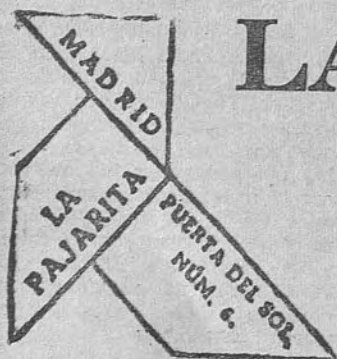 LA
MADRID
LA
PAJARITA
PUERTA DEL SOL,
NÚM. 6.